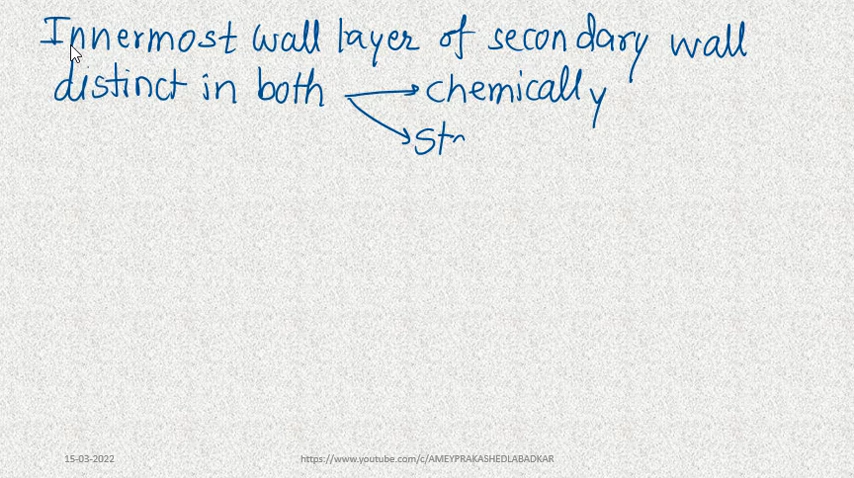 Innermost wall layer of secondary wall
distinct in both → chemically
→ Str
15-03-2022
https://www.youtube.com/c/AMEYPRAKASHEDLABADKAR